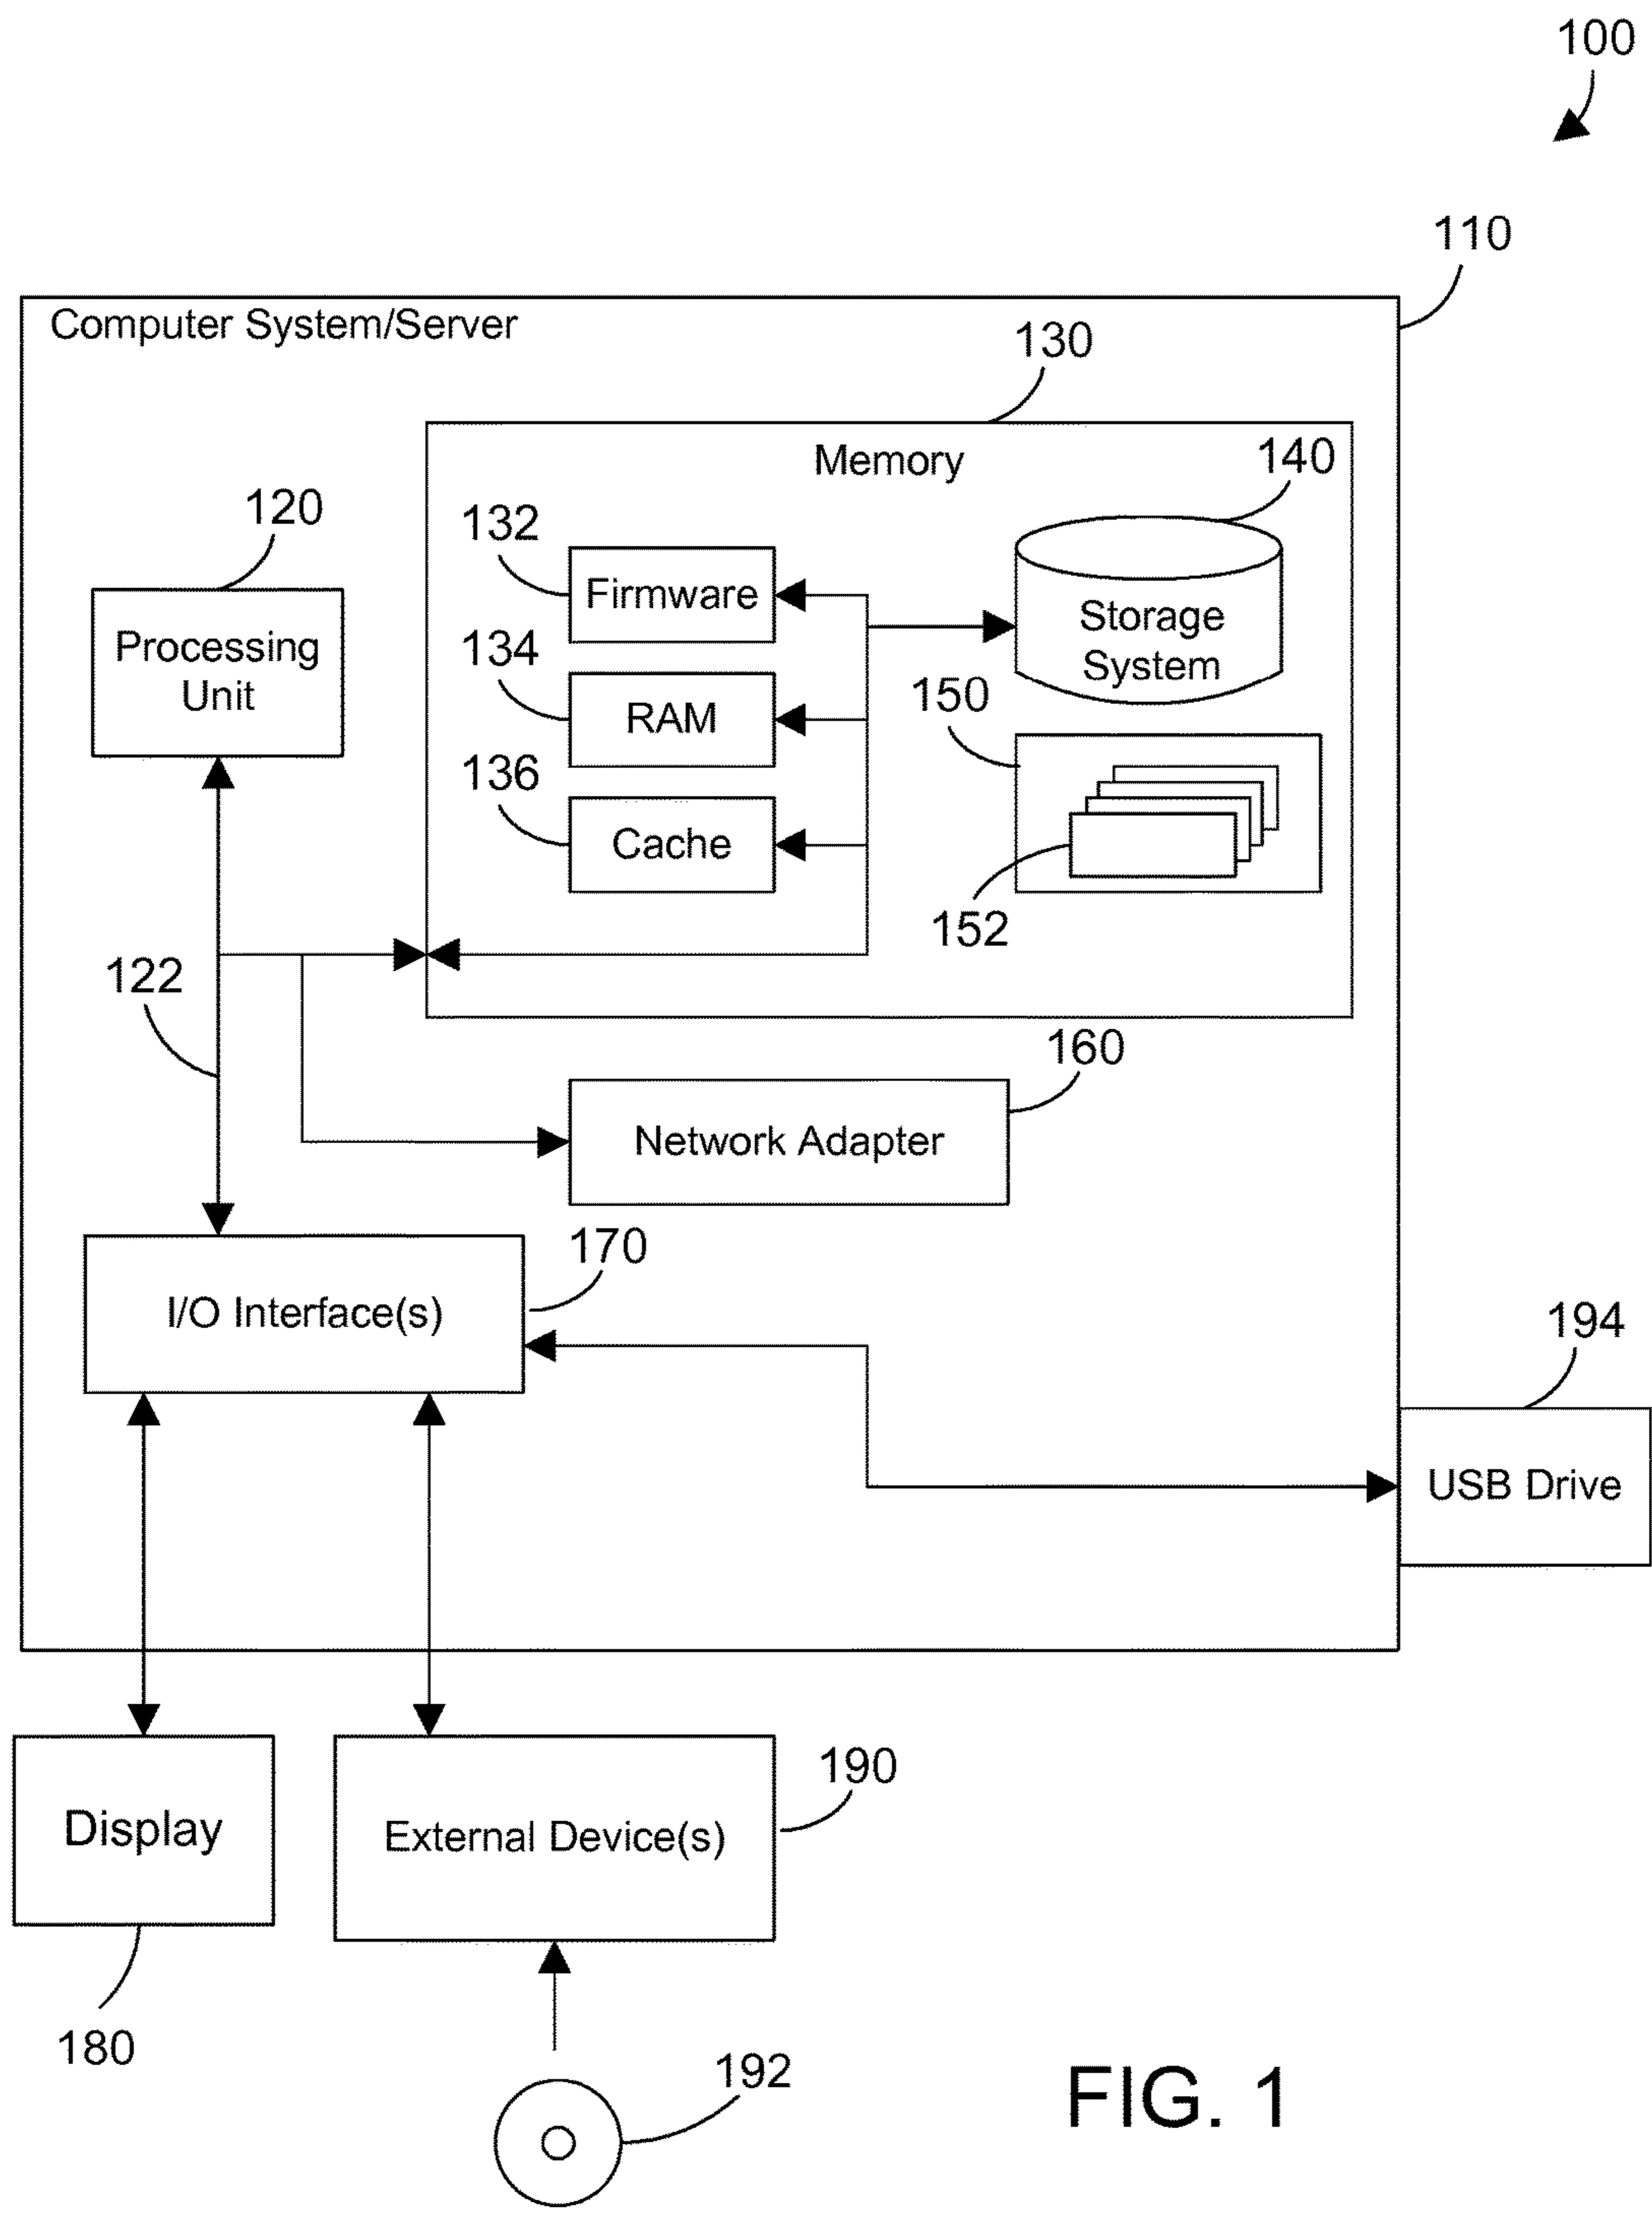 100
110
Computer System/Server
130
Memory
140
120
132
Firmware
Processing
Unit
Storage
System
134
RAM
150
136
Cache
152
122
160
Network Adapter
170
I/O Interface(s)
194
USB Drive
190
Display
External Device(s)
180
192
FIG. 1